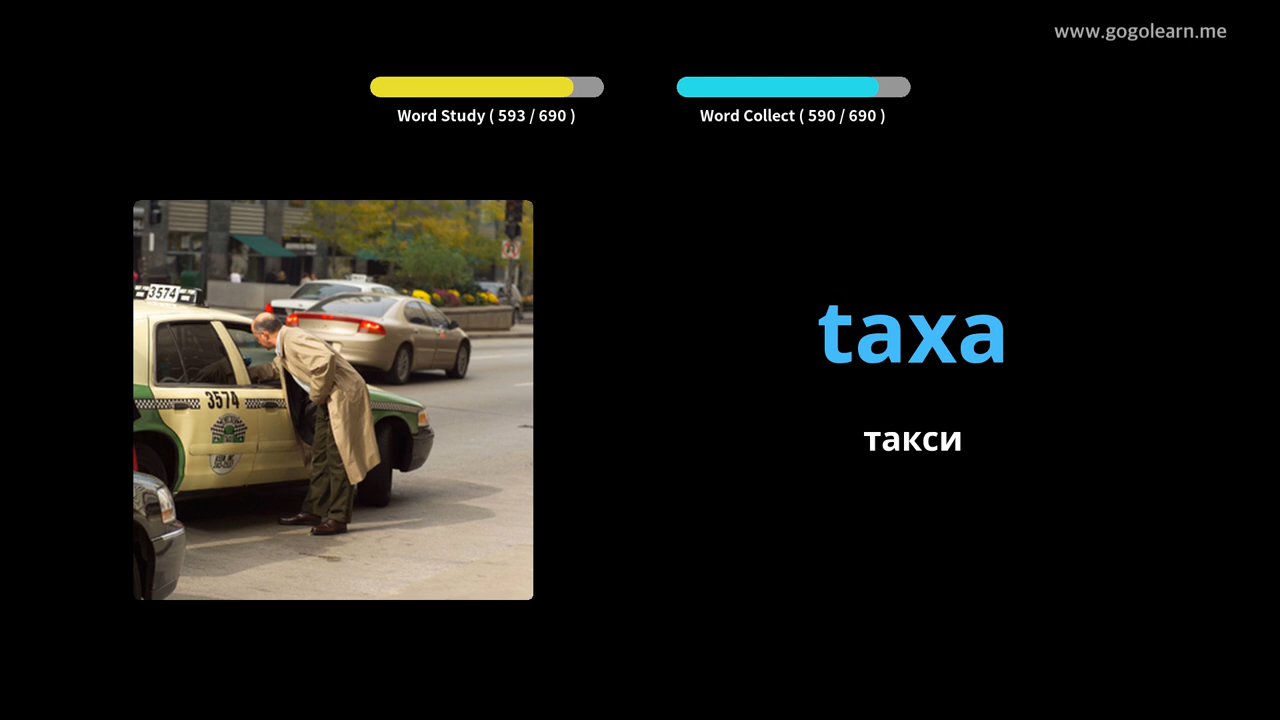 www.gogolearn.me
Word Study ( 593 / 690 )
Word Collect ( 590 / 690 )
3574
3574
taxa
такси